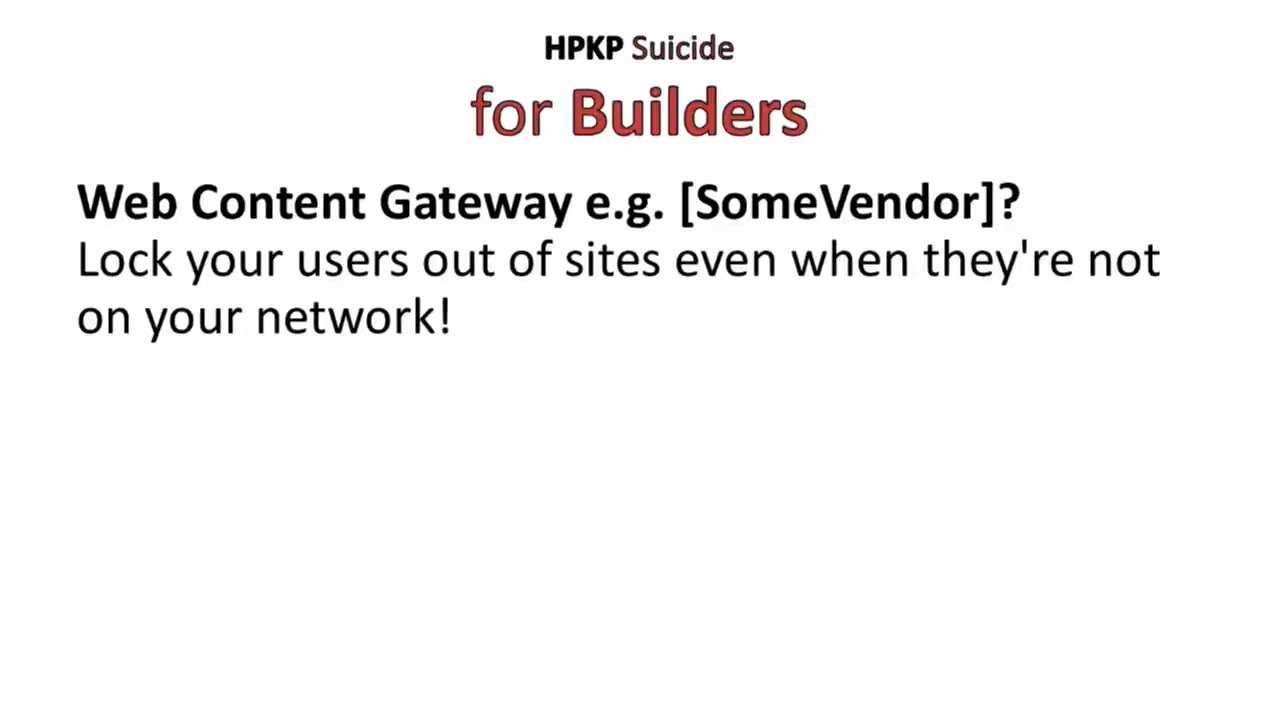 HPKP Suicide
for Builders
Web Content Gateway e.g. [SomeVendor]?
Lock your users out of sites even when they're not
on your network!